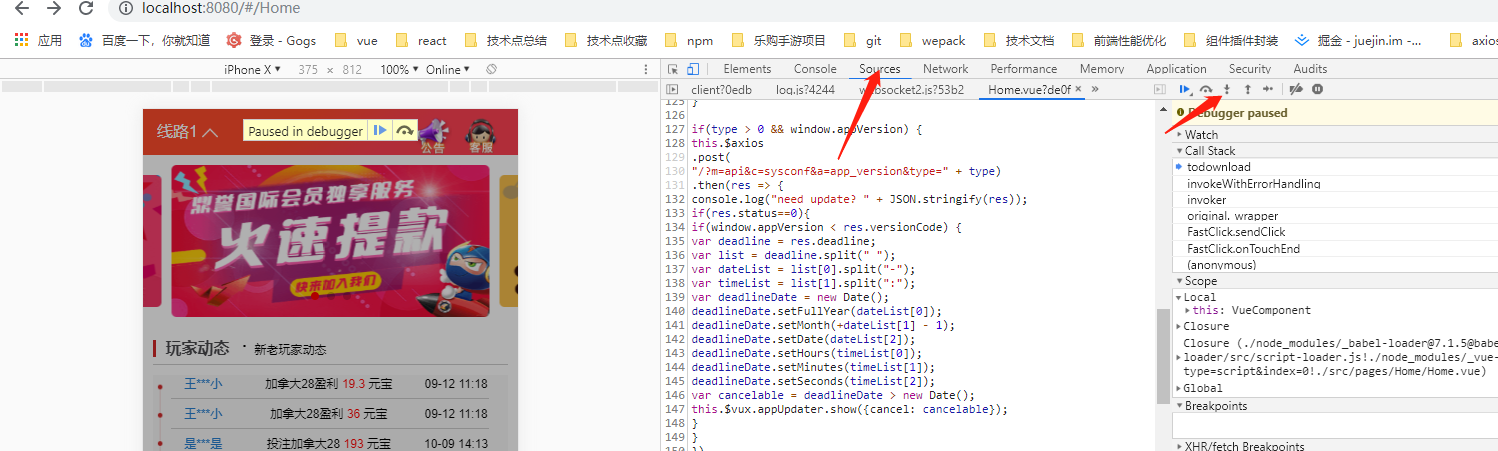 localhost:8080/#/Home
应用 百度一下，你就知道 登录 - Gogs vue react 技术点总结 技术点收藏 npm 乐购手游项目 git wepack 技术文档 前端性能优化 组件插件封装 掘金 - juejin.im -... axios
iPhone X ▼ 375 × 812 100% ▼ Online ▼
Elements Console Sources Network Performance Memory Application Security Audits
client?0edb log.js?4244 websocket2.js?53b2 Home.vue?de0f × »
线路1
Paused in debugger
公告 客服
鼎誉国际会员独享服务
火速提款
快来加入我们
玩家动态 · 新老玩家动态
王***小 加拿大28盈利 19.3 元宝 09-12 11:18
王***小 加拿大28盈利 36 元宝 09-12 11:18
是***是 投注加拿大28 193 元宝 10-09 14:13
125 }
126
127 if(type > 0 && window.appVersion) {
128 this.$axios
129 .post(
130 "/?m=api&c=sysconf&a=app_version&type=" + type)
131 .then(res => {
132 console.log("need update? " + JSON.stringify(res));
133 if(res.status==0){
134 if(window.appVersion < res.versionCode) {
135 var deadline = res.deadline;
136 var list = deadline.split(" ");
137 var dateList = list[0].split("-");
138 var timeList = list[1].split(":");
139 var deadlineDate = new Date();
140 deadlineDate.setFullYear(dateList[0]);
141 deadlineDate.setMonth(+dateList[1] - 1);
142 deadlineDate.setDate(dateList[2]);
143 deadlineDate.setHours(timeList[0]);
144 deadlineDate.setMinutes(timeList[1]);
145 deadlineDate.setSeconds(timeList[2]);
146 var cancelable = deadlineDate > new Date();
147 this.$vux.appUpdater.show({cancel: cancelable});
148 }
149 }
150 })
Debugger paused
Watch
Call Stack
todownload
invokeWithErrorHandling
invoker
original._wrapper
FastClick.sendClick
FastClick.onTouchEnd
(anonymous)
Scope
Local
this: VueComponent
Closure
Closure (./node_modules/_babel-loader@7.1.5@babe
loader/src/script-loader.js!./node_modules/_vue-
type=script&index=0!./src/pages/Home/Home.vue)
Global
Breakpoints
XHR/fetch Breakpoints